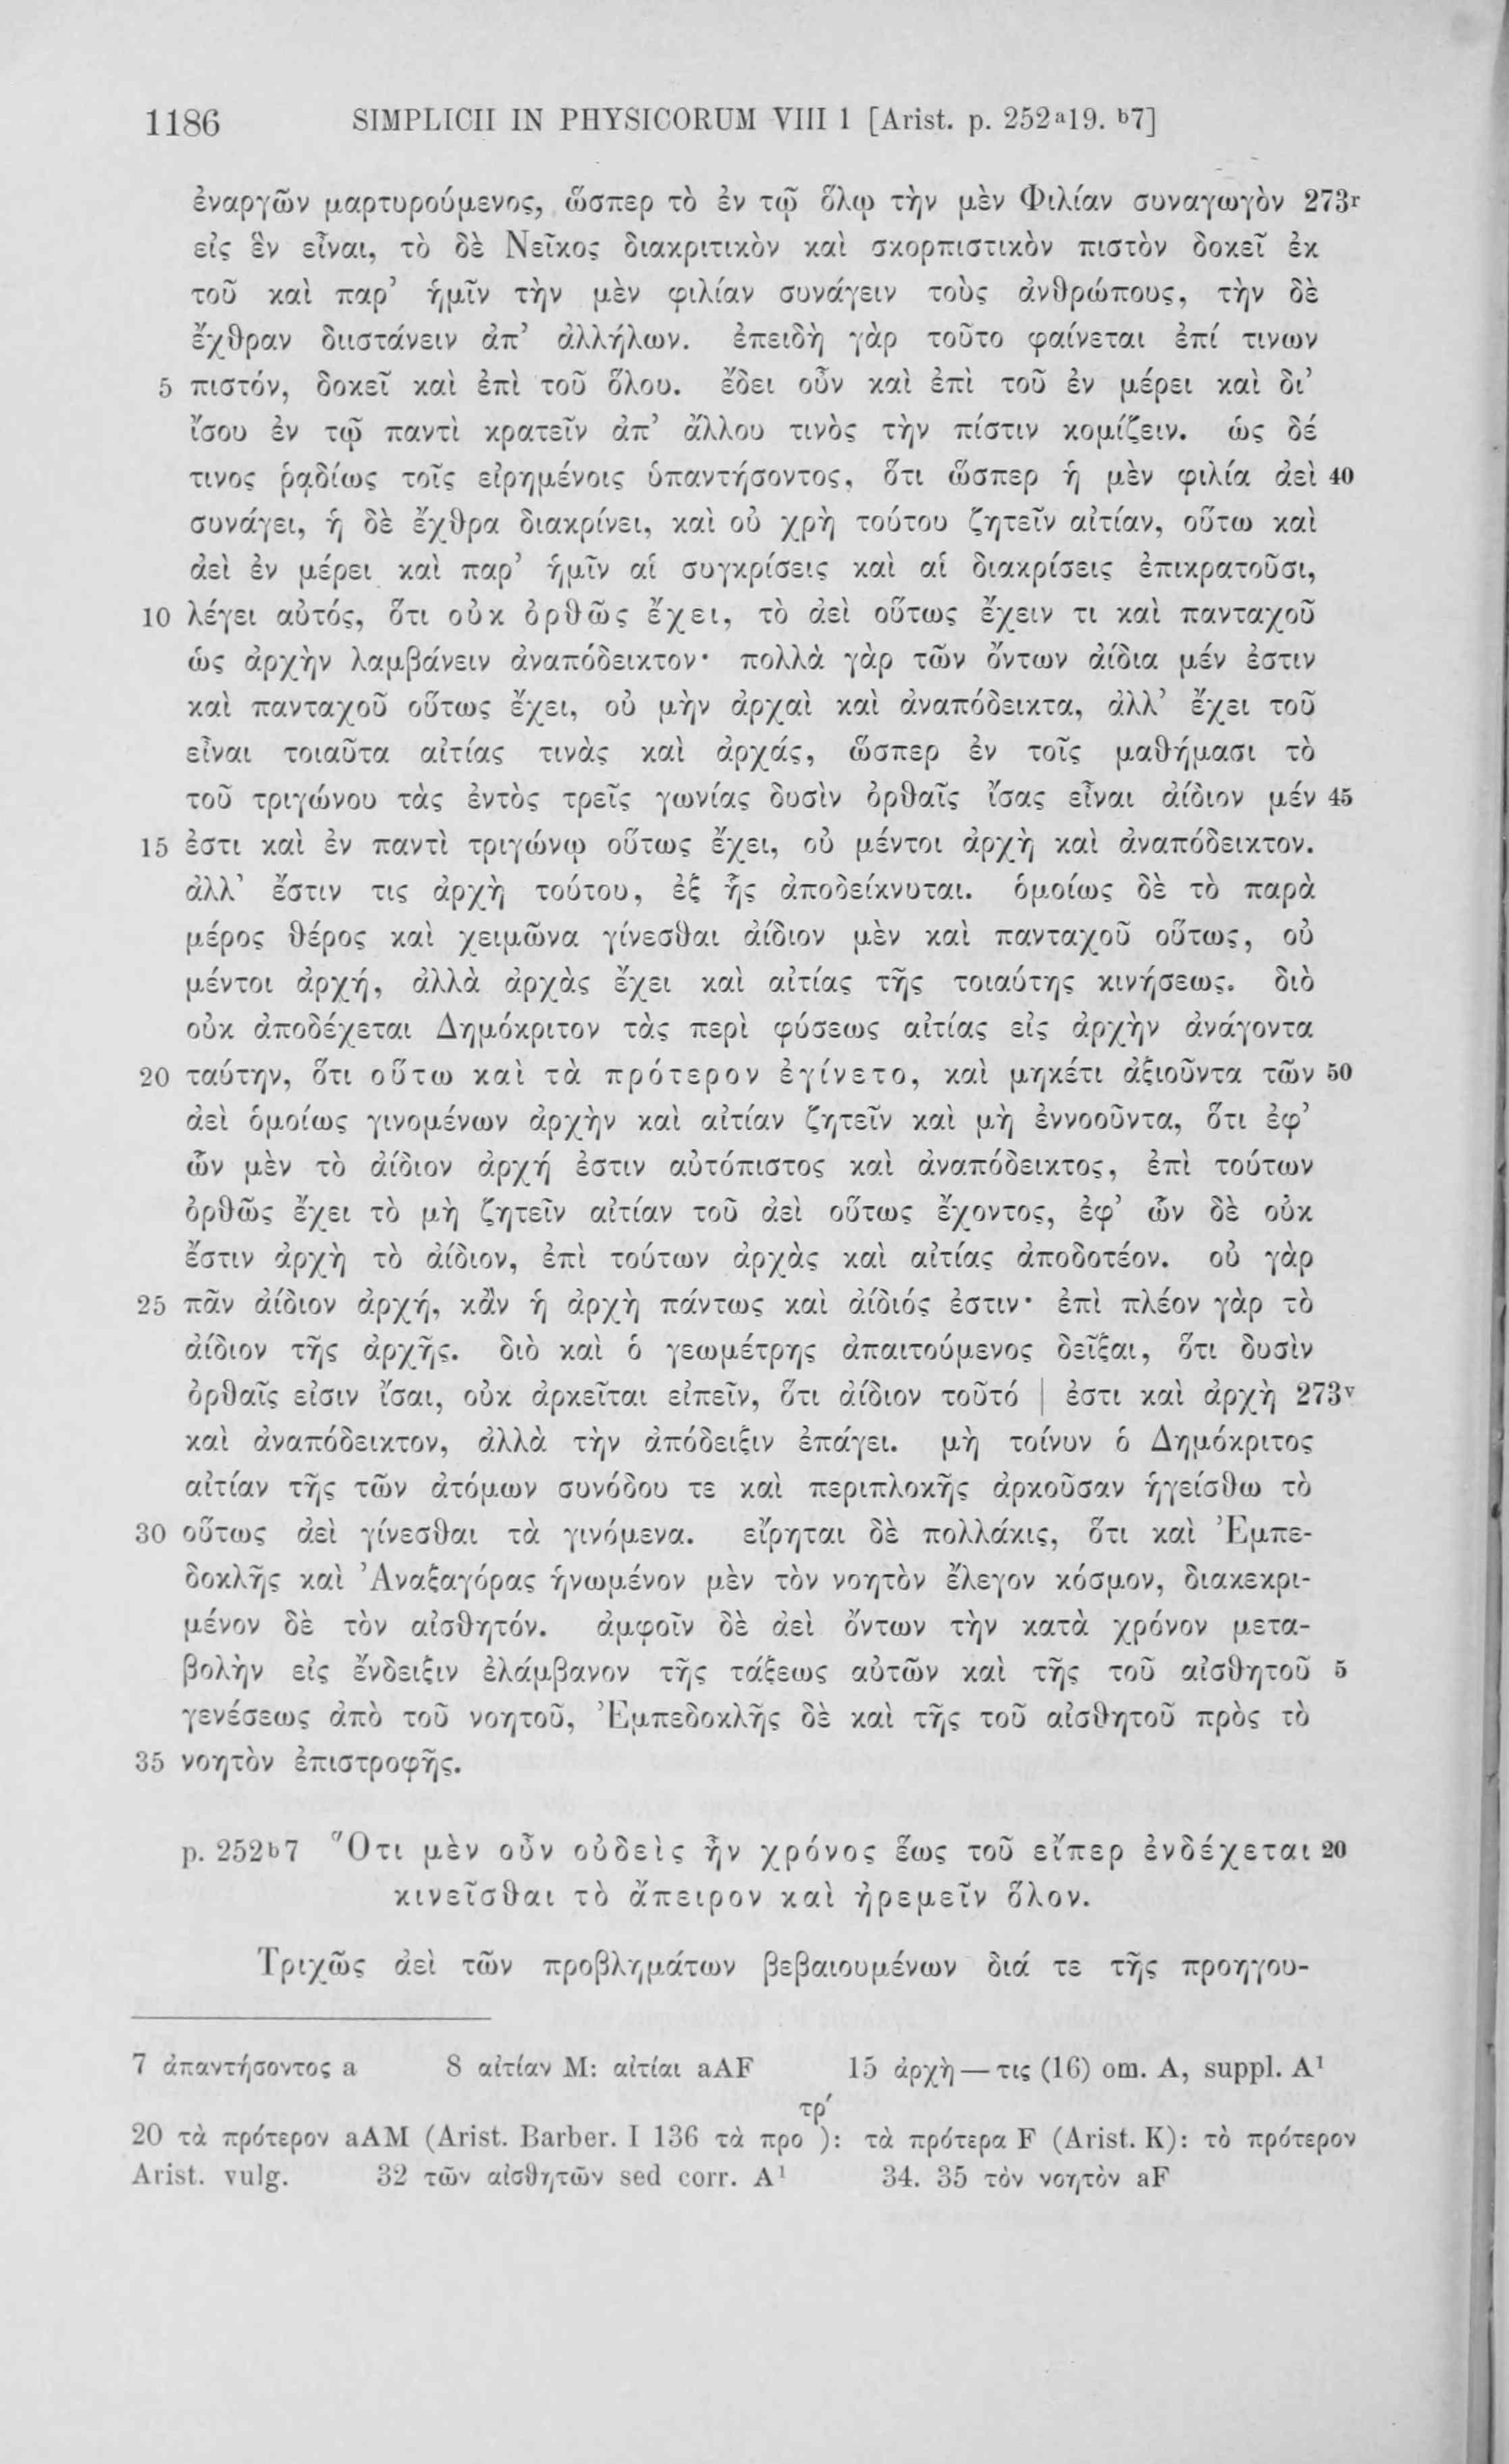 1186 SIMPLICII IN PHYSICORUM VIII 1 [Arist. p. 252ᵃ19. ᵇ7]
ἐναργῶν μαρτυρούμενος, ὥσπερ τὸ ἐν τῷ ὅλῳ τὴν μὲν Φιλίαν συναγωγὸν 273ʳ
εἰς ἓν εἶναι, τὸ δὲ Νεῖκος διακριτικὸν καὶ σκορπιστικὸν πιστὸν δοκεῖ ἐκ
τοῦ καὶ παρ’ ἡμῖν τὴν μὲν φιλίαν συνάγειν τοὺς ἀνθρώπους, τὴν δὲ
ἔχθραν διιστάνειν ἀπ’ ἀλλήλων. ἐπειδὴ γὰρ τοῦτο φαίνεται ἐπί τινων
5 πιστόν, δοκεῖ καὶ ἐπὶ τοῦ ὅλου. ἔδει οὖν καὶ ἐπὶ τοῦ ἐν μέρει καὶ δι’
ἴσου ἐν τῷ παντὶ κρατεῖν ἀπ’ ἄλλου τινὸς τὴν πίστιν κομίζειν. ὡς δέ
τινος ῥᾳδίως τοῖς εἰρημένοις ὑπαντήσοντος, ὅτι ὥσπερ ἡ μὲν φιλία ἀεὶ 40
συνάγει, ἡ δὲ ἔχθρα διακρίνει, καὶ οὐ χρὴ τούτου ζητεῖν αἰτίαν, οὕτω καὶ
ἀεὶ ἐν μέρει καὶ παρ’ ἡμῖν αἱ συγκρίσεις καὶ αἱ διακρίσεις ἐπικρατοῦσι,
10 λέγει αὐτός, ὅτι οὐκ ὀρθῶς ἔχει, τὸ ἀεὶ οὕτως ἔχειν τι καὶ πανταχοῦ
ὡς ἀρχὴν λαμβάνειν ἀναπόδεικτον· πολλὰ γὰρ τῶν ὄντων ἀίδια μέν ἐστιν
καὶ πανταχοῦ οὕτως ἔχει, οὐ μὴν ἀρχαὶ καὶ ἀναπόδεικτα, ἀλλ’ ἔχει τοῦ
εἶναι τοιαῦτα αἰτίας τινὰς καὶ ἀρχάς, ὥσπερ ἐν τοῖς μαθήμασι τὸ
τοῦ τριγώνου τὰς ἐντὸς τρεῖς γωνίας δυσὶν ὀρθαῖς ἴσας εἶναι ἀίδιον μέν 45
15 ἐστι καὶ ἐν παντὶ τριγώνῳ οὕτως ἔχει, οὐ μέντοι ἀρχὴ καὶ ἀναπόδεικτον.
ἀλλ’ ἔστιν τις ἀρχὴ τούτου, ἐξ ἧς ἀποδείκνυται. ὁμοίως δὲ τὸ παρὰ
μέρος θέρος καὶ χειμῶνα γίνεσθαι ἀίδιον μὲν καὶ πανταχοῦ οὕτως, οὐ
μέντοι ἀρχή, ἀλλὰ ἀρχὰς ἔχει καὶ αἰτίας τῆς τοιαύτης κινήσεως. διὸ
οὐκ ἀποδέχεται Δημόκριτον τὰς περὶ φύσεως αἰτίας εἰς ἀρχὴν ἀνάγοντα
20 ταύτην, ὅτι οὕτω καὶ τὰ πρότερον ἐγίνετο, καὶ μηκέτι ἀξιοῦντα τῶν 50
ἀεὶ ὁμοίως γινομένων ἀρχὴν καὶ αἰτίαν ζητεῖν καὶ μὴ ἐννοοῦντα, ὅτι ἐφ’
ὧν μὲν τὸ ἀίδιον ἀρχή ἐστιν αὐτόπιστος καὶ ἀναπόδεικτος, ἐπὶ τούτων
ὀρθῶς ἔχει τὸ μὴ ζητεῖν αἰτίαν τοῦ ἀεὶ οὕτως ἔχοντος, ἐφ’ ὧν δὲ οὐκ
ἔστιν ἀρχὴ τὸ ἀίδιον, ἐπὶ τούτων ἀρχὰς καὶ αἰτίας ἀποδοτέον. οὐ γὰρ
25 πᾶν ἀίδιον ἀρχή, κἂν ἡ ἀρχὴ πάντως καὶ ἀίδιός ἐστιν· ἐπὶ πλέον γὰρ τὸ
ἀίδιον τῆς ἀρχῆς. διὸ καὶ ὁ γεωμέτρης ἀπαιτούμενος δεῖξαι, ὅτι δυσὶν
ὀρθαῖς εἰσιν ἴσαι, οὐκ ἀρκεῖται εἰπεῖν, ὅτι ἀίδιον τοῦτό | ἐστι καὶ ἀρχὴ 273ᵛ
καὶ ἀναπόδεικτον, ἀλλὰ τὴν ἀπόδειξιν ἐπάγει. μὴ τοίνυν ὁ Δημόκριτος
αἰτίαν τῆς τῶν ἀτόμων συνόδου τε καὶ περιπλοκῆς ἀρκοῦσαν ἡγείσθω τὸ
30 οὕτως ἀεὶ γίνεσθαι τὰ γινόμενα. εἴρηται δὲ πολλάκις, ὅτι καὶ Ἐμπε-
δοκλῆς καὶ Ἀναξαγόρας ἡνωμένον μὲν τὸν νοητὸν ἔλεγον κόσμον, διακεκρι-
μένον δὲ τὸν αἰσθητόν. ἀμφοῖν δὲ ἀεὶ ὄντων τὴν κατὰ χρόνον μετα-
βολὴν εἰς ἔνδειξιν ἐλάμβανον τῆς τάξεως αὐτῶν καὶ τῆς τοῦ αἰσθητοῦ 5
γενέσεως ἀπὸ τοῦ νοητοῦ, Ἐμπεδοκλῆς δὲ καὶ τῆς τοῦ αἰσθητοῦ πρὸς τὸ
35 νοητὸν ἐπιστροφῆς.
p. 252ᵇ7 Ὅτι μὲν οὖν οὐδεὶς ἦν χρόνος ἕως τοῦ εἴπερ ἐνδέχεται 20
κινεῖσθαι τὸ ἄπειρον καὶ ἠρεμεῖν ὅλον.
Τριχῶς ἀεὶ τῶν προβλημάτων βεβαιουμένων διά τε τῆς προηγου-
7 ἀπαντήσοντος a 8 αἰτίαν M: αἰτίαι aAF 15 ἀρχὴ — τις (16) om. A, suppl. A¹
τρ´
20 τὰ πρότερον aAM (Arist. Barber. I 136 τὰ προ ): τὰ πρότερα F (Arist. K): τὸ πρότερον
Arist. vulg. 32 τῶν αἰσθητῶν sed corr. A¹ 34. 35 τὸν νοητὸν aF